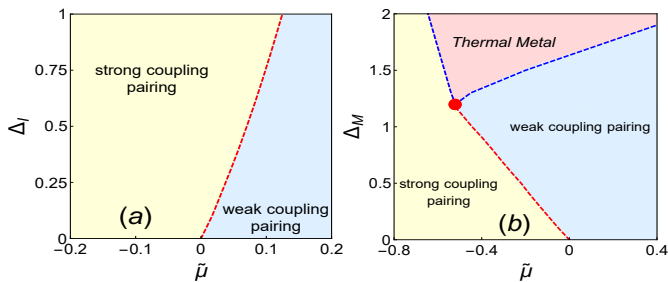 1
0.75
0.5
0.25
0
Δ_I
strong coupling
pairing
weak coupling
pairing
(a)
−0.2
−0.1
0
0.1
0.2
μ̃
2
1.5
1
0.5
0
Δ_M
Thermal Metal
weak coupling pairing
strong coupling
pairing
(b)
−0.8
−0.4
0
0.4
μ̃